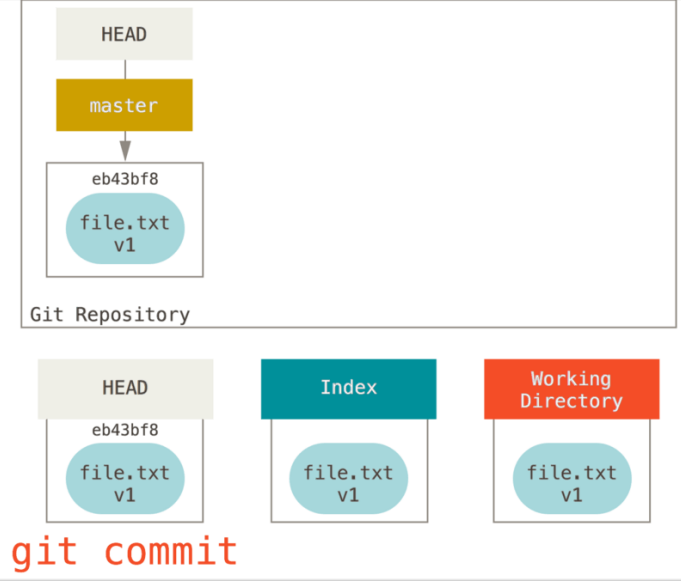 HEAD
master
eb43bf8
file.txt
v1
Git Repository
HEAD
Index
Working
Directory
eb43bf8
file.txt
v1
file.txt
v1
file.txt
v1
git commit